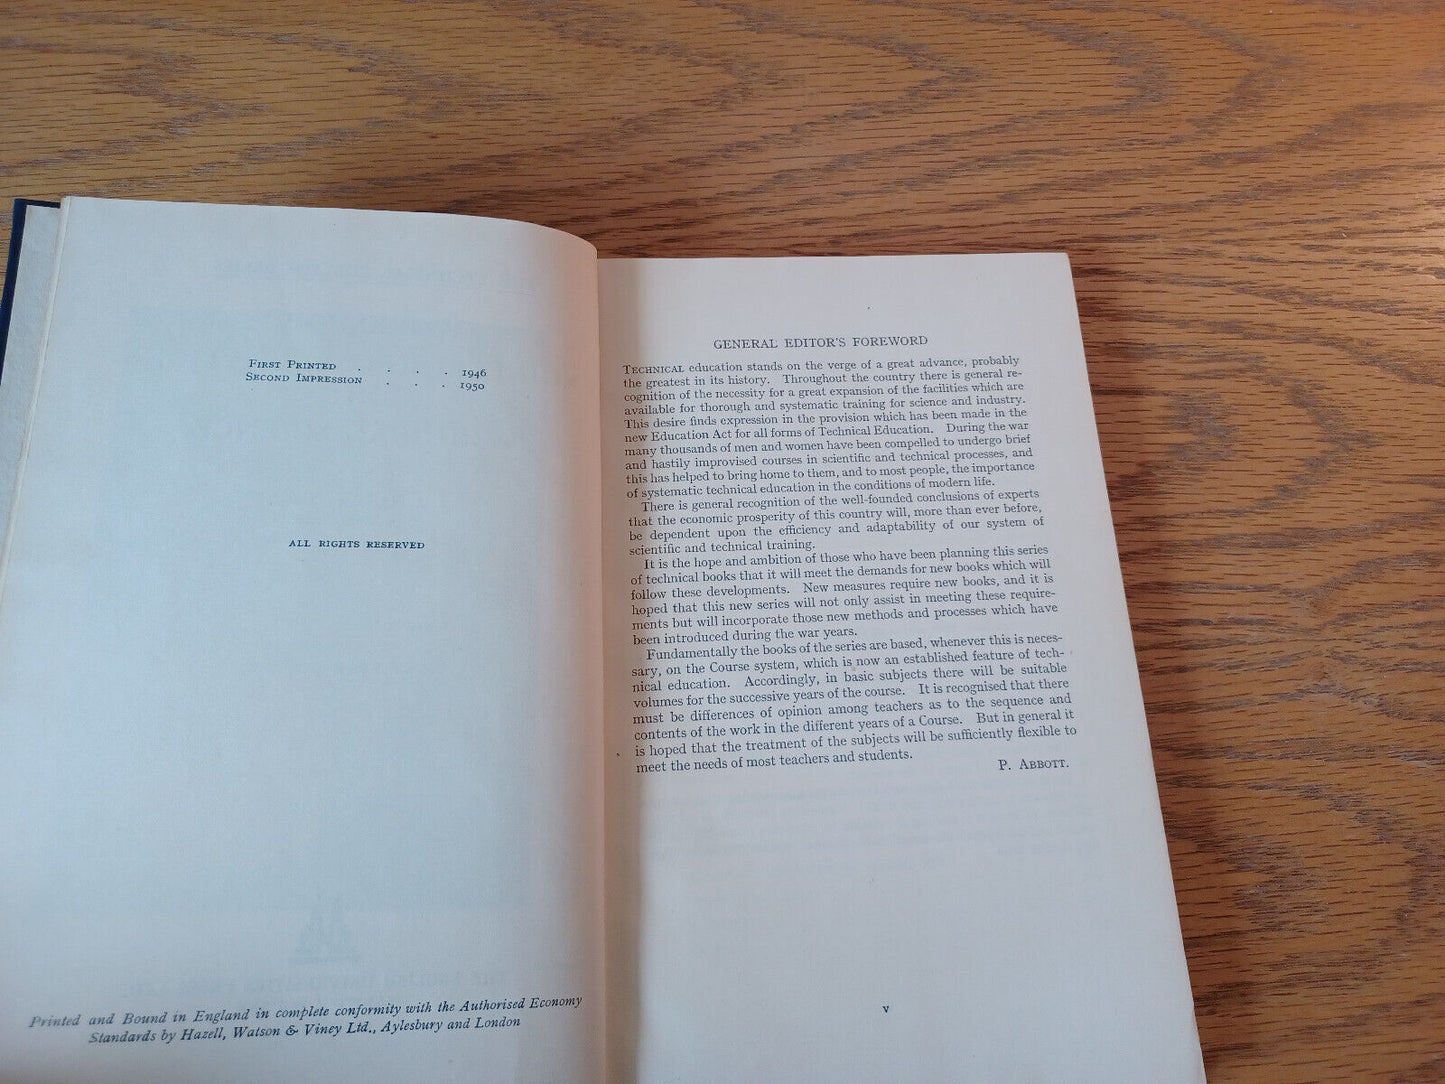 First Printed . . . . 1946
Second Impression . . . 1950
ALL RIGHTS RESERVED
Printed and Bound in England in complete conformity with the Authorised Economy
Standards by Hazell, Watson & Viney Ltd., Aylesbury and London
GENERAL EDITOR'S FOREWORD
Technical education stands on the verge of a great advance, probably
the greatest in its history. Throughout the country there is general re-
cognition of the necessity for a great expansion of the facilities which are
available for thorough and systematic training for science and industry.
This desire finds expression in the provision which has been made in the
new Education Act for all forms of Technical Education. During the war
many thousands of men and women have been compelled to undergo brief
and hastily improvised courses in scientific and technical processes, and
this has helped to bring home to them, and to most people, the importance
of systematic technical education in the conditions of modern life.
There is general recognition of the well-founded conclusions of experts
that the economic prosperity of this country will, more than ever before,
be dependent upon the efficiency and adaptability of our system of
scientific and technical training.
It is the hope and ambition of those who have been planning this series
of technical books that it will meet the demands for new books which will
follow these developments. New measures require new books, and it is
hoped that this new series will not only assist in meeting these require-
ments but will incorporate those new methods and processes which have
been introduced during the war years.
Fundamentally the books of the series are based, whenever this is neces-
sary, on the Course system, which is now an established feature of tech-
nical education. Accordingly, in basic subjects there will be suitable
volumes for the successive years of the course. It is recognised that there
must be differences of opinion among teachers as to the sequence and
contents of the work in the different years of a Course. But in general it
is hoped that the treatment of the subjects will be sufficiently flexible to
meet the needs of most teachers and students.
P. Abbott.
v